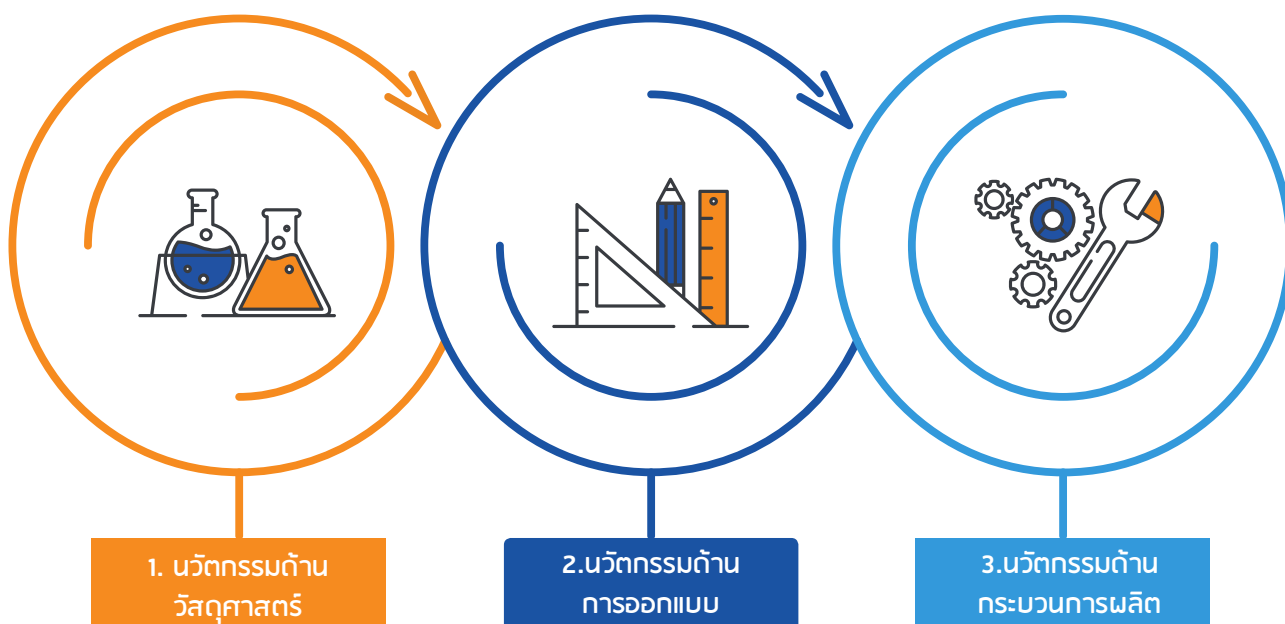 1. นวัตกรรมด้าน
วัสดุศาสตร์
2.นวัตกรรมด้าน
การออกแบบ
3.นวัตกรรมด้าน
กระบวนการผลิต